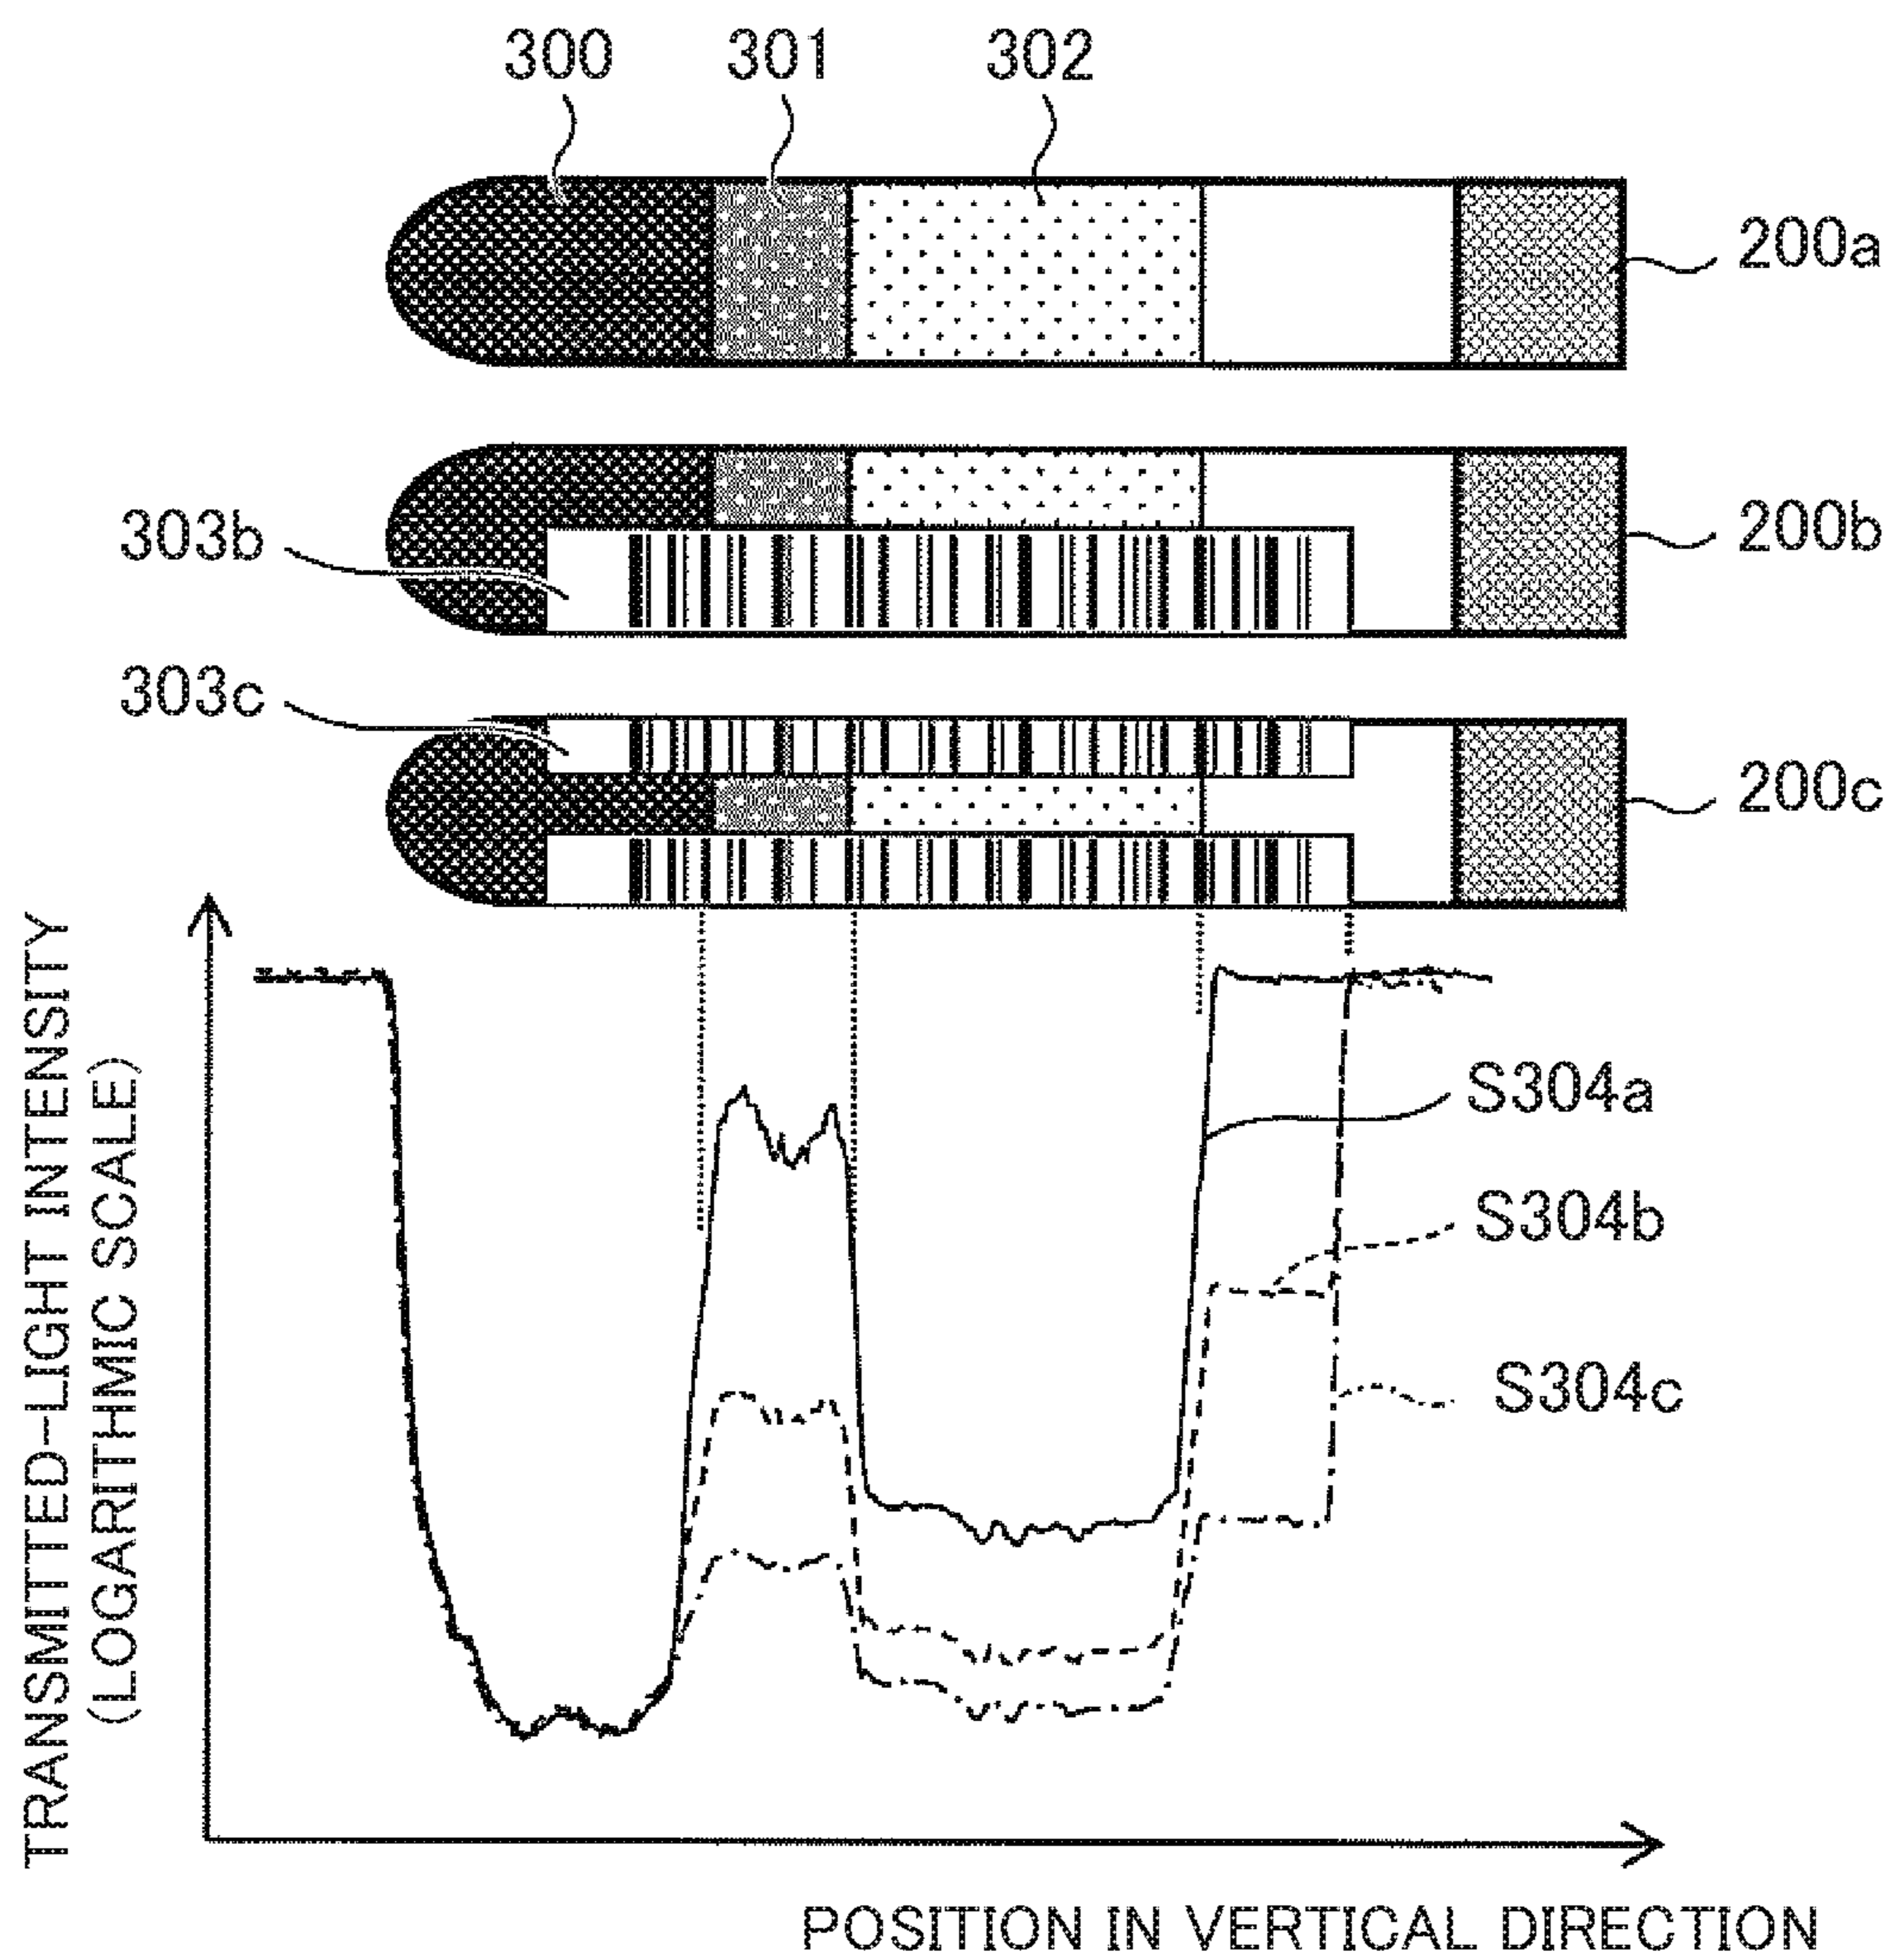 300 301 302
200a
303b
200b
303c
200c
TRANSMITTED-LIGHT INTENSITY
(LOGARITHMIC SCALE)
S304a
S304b
S304c
POSITION IN VERTICAL DIRECTION